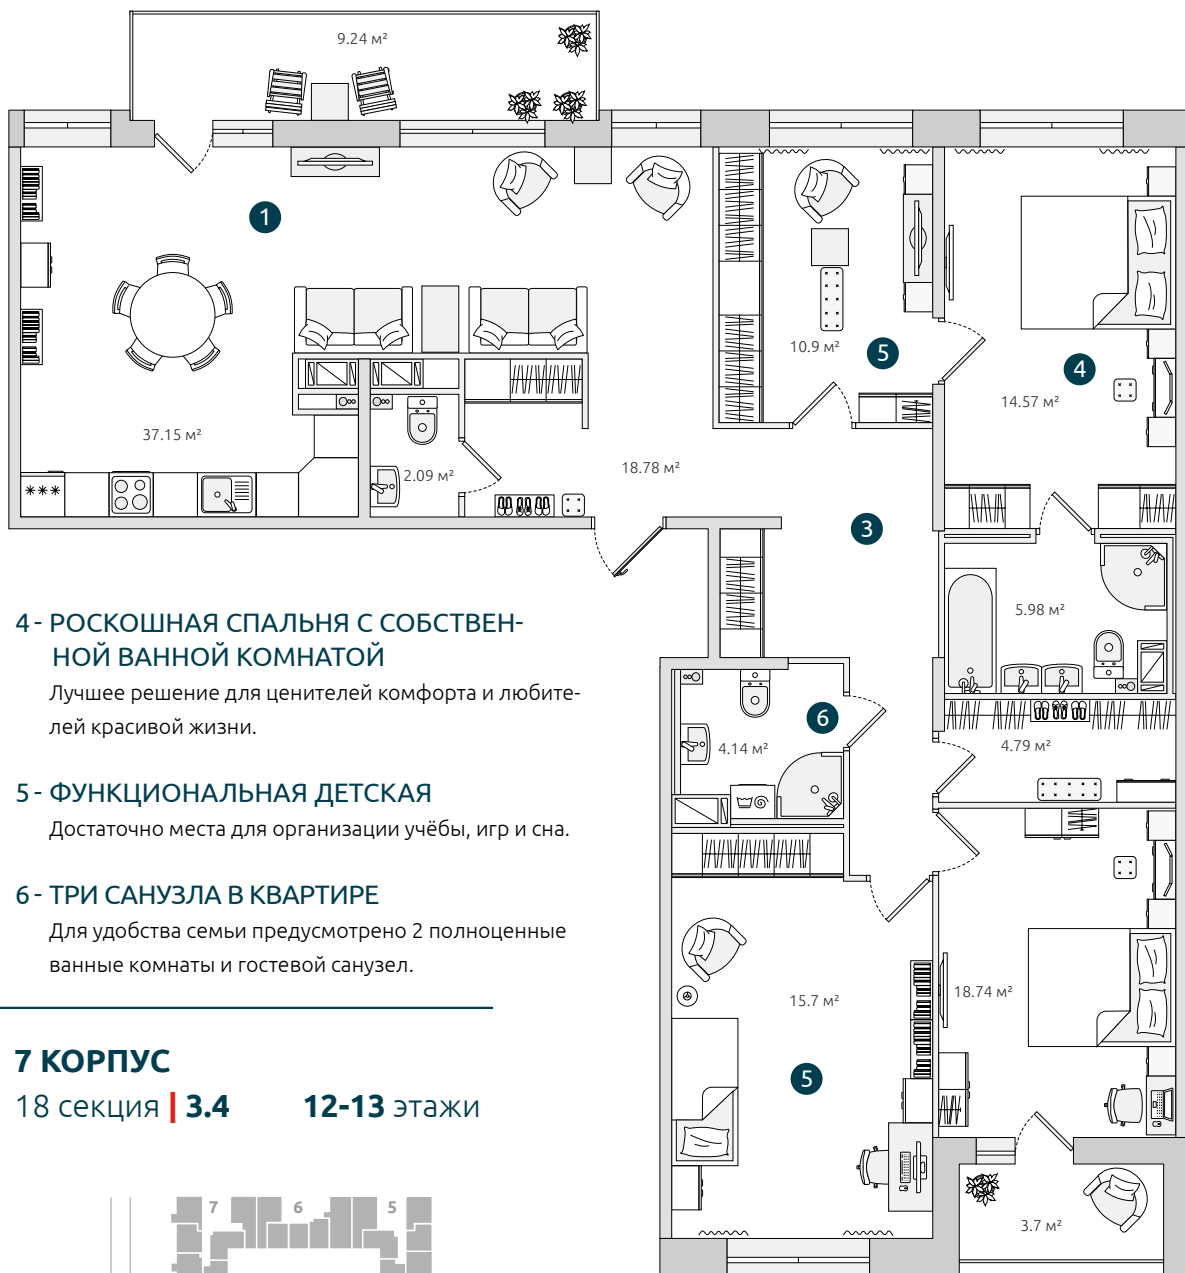 9.24 м²
1
10.9 м²
5
4
14.57 м²
37.15 м²
2.09 м²
18.78 м²
3
5.98 м²
4 - РОСКОШНАЯ СПАЛЬНЯ С СОБСТВЕН-
НОЙ ВАННОЙ КОМНАТОЙ
Лучшее решение для ценителей комфорта и любите-
лей красивой жизни.
6
4.14 м²
4.79 м²
5 - ФУНКЦИОНАЛЬНАЯ ДЕТСКАЯ
Достаточно места для организации учёбы, игр и сна.
6 - ТРИ САНУЗЛА В КВАРТИРЕ
Для удобства семьи предусмотрено 2 полноценные
ванные комнаты и гостевой санузел.
15.7 м²
18.74 м²
5
7 КОРПУС
18 секция | 3.4 12-13 этажи
7 6 5
3.7 м²